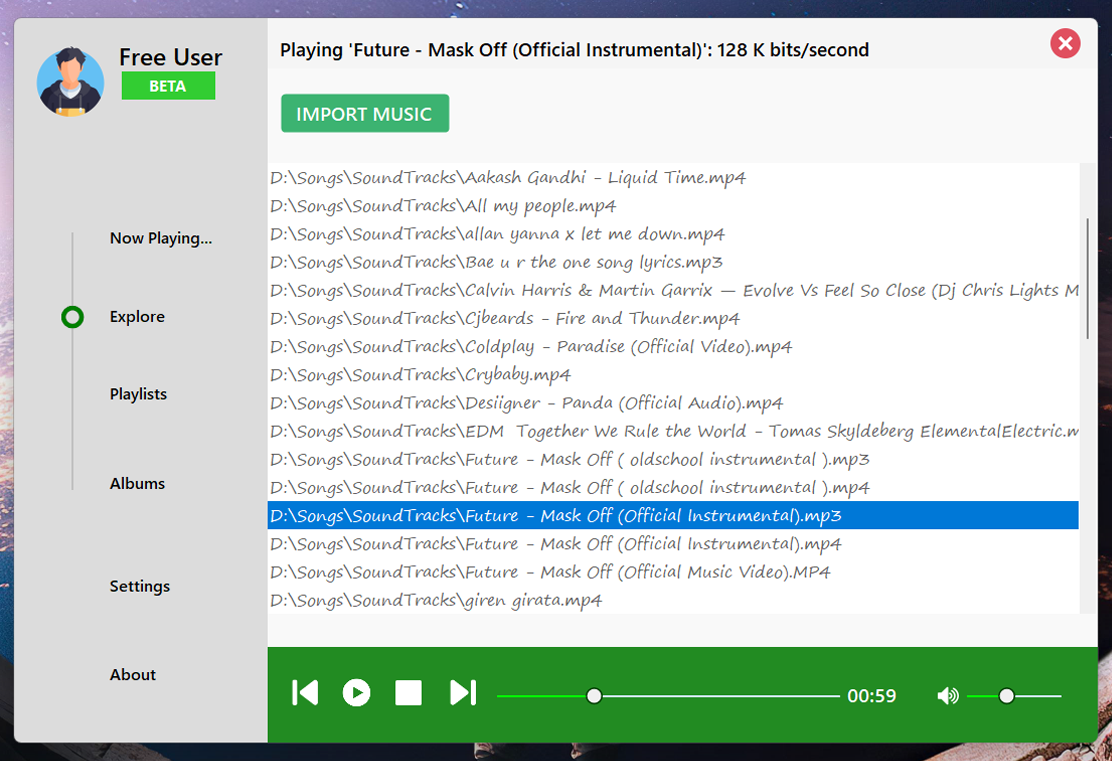 Free User
BETA
Now Playing...
Explore
Playlists
Albums
Settings
About
Playing 'Future - Mask Off (Official Instrumental)': 128 K bits/second
IMPORT MUSIC
D:\Songs\SoundTracks\Aakash Gandhi - Liquid Time.mp4
D:\Songs\SoundTracks\All my people.mp4
D:\Songs\SoundTracks\allan yanna x let me down.mp4
D:\Songs\SoundTracks\Bae u r the one song lyrics.mp3
D:\Songs\SoundTracks\Calvin Harris & Martin Garrix — Evolve Vs Feel So Close (Dj Chris Lights M
D:\Songs\SoundTracks\Cjbeards - Fire and Thunder.mp4
D:\Songs\SoundTracks\Coldplay - Paradise (Official Video).mp4
D:\Songs\SoundTracks\Crybaby.mp4
D:\Songs\SoundTracks\Desiigner - Panda (Official Audio).mp4
D:\Songs\SoundTracks\EDM  Together We Rule the World - Tomas Skyldeberg ElementalElectric.m
D:\Songs\SoundTracks\Future - Mask Off ( oldschool instrumental ).mp3
D:\Songs\SoundTracks\Future - Mask Off ( oldschool instrumental ).mp4
D:\Songs\SoundTracks\Future - Mask Off (Official Instrumental).mp3
D:\Songs\SoundTracks\Future - Mask Off (Official Instrumental).mp4
D:\Songs\SoundTracks\Future - Mask Off (Official Music Video).MP4
D:\Songs\SoundTracks\giren girata.mp4
00:59